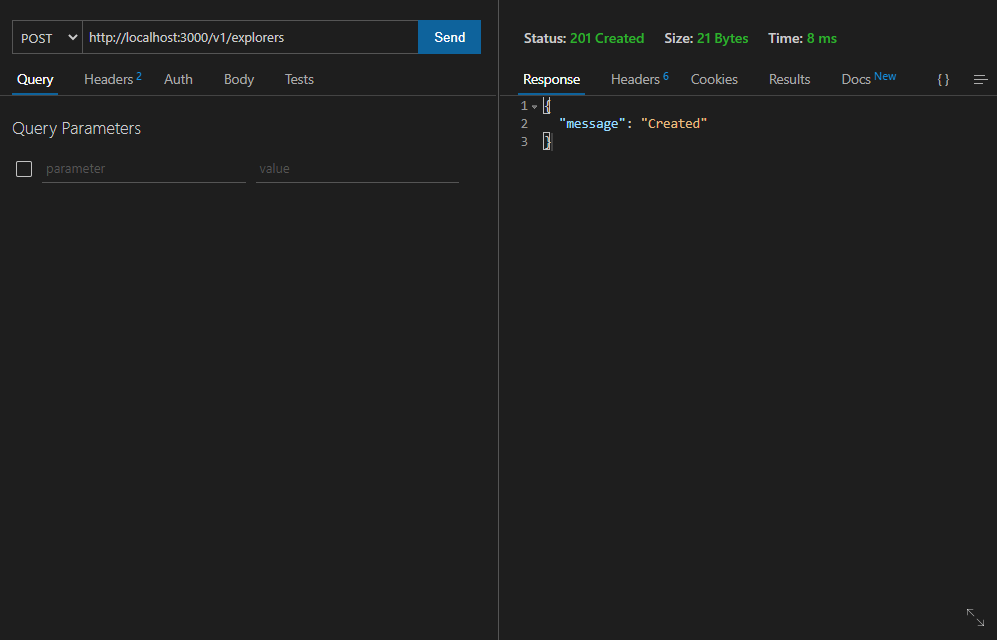 POST http://localhost:3000/v1/explorers Send
Query Headers 2 Auth Body Tests
Query Parameters
parameter value
Status: 201 Created Size: 21 Bytes Time: 8 ms
Response Headers 6 Cookies Results Docs New { }
1 {
2 "message": "Created"
3 }